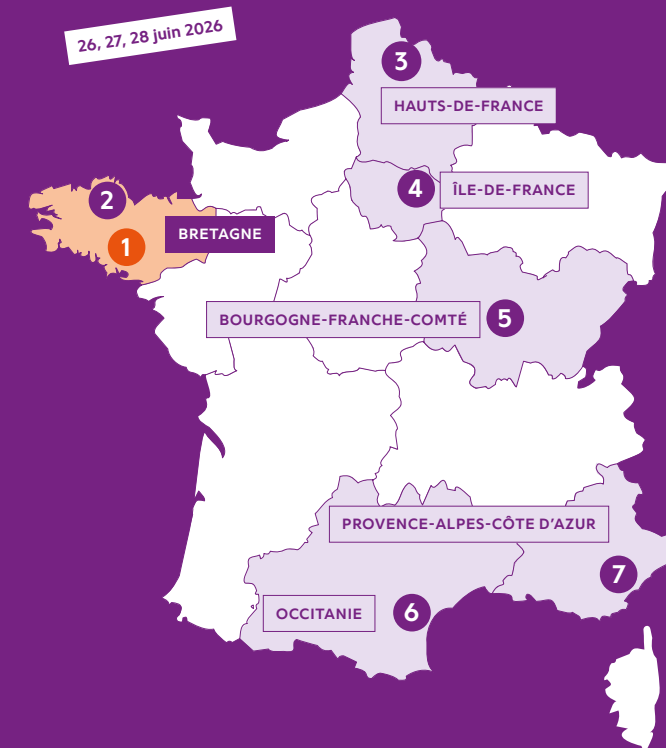 26, 27, 28 juin 2026
3
HAUTS-DE-FRANCE
4
ÎLE-DE-FRANCE
2
1
BRETAGNE
BOURGOGNE-FRANCHE-COMTÉ
5
PROVENCE-ALPES-CÔTE D'AZUR
7
OCCITANIE
6